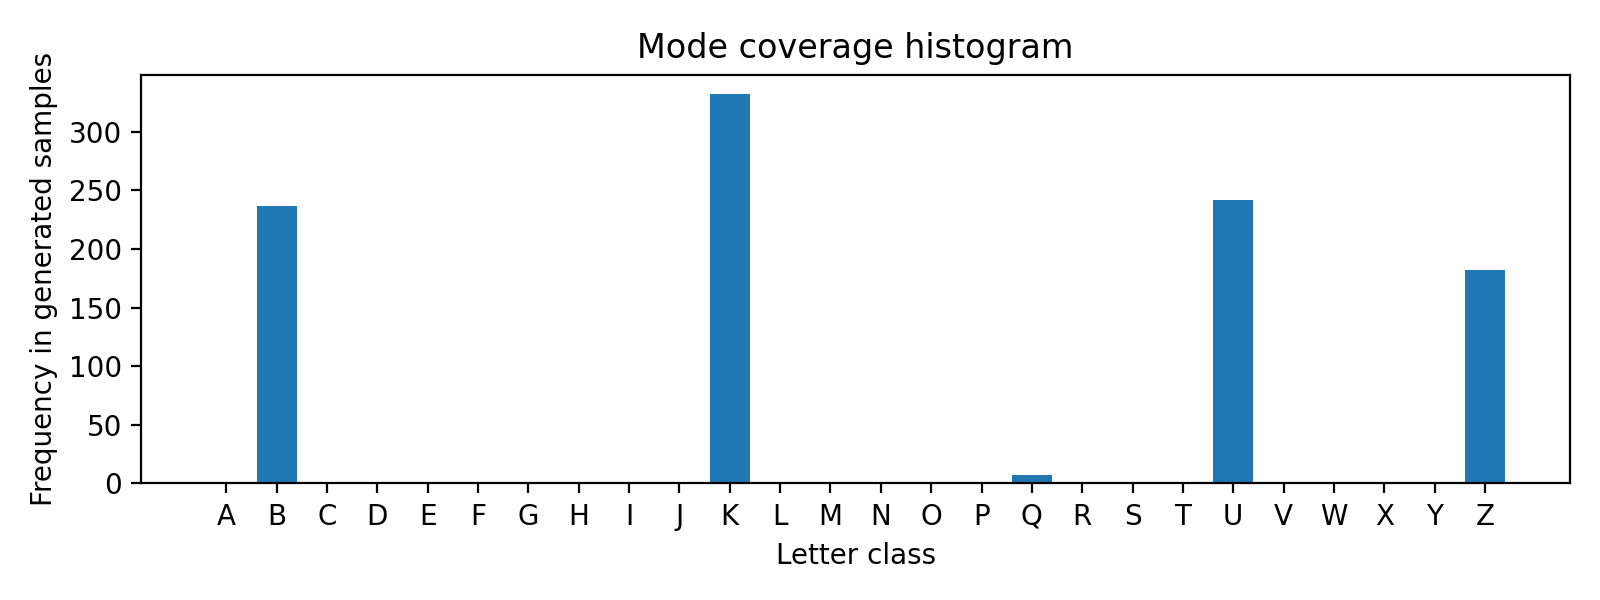 Mode coverage histogram
Frequency in generated samples
300
250
200
150
100
50
0
A B C D E F G H I J K L M N O P Q R S T U V W X Y Z
Letter class